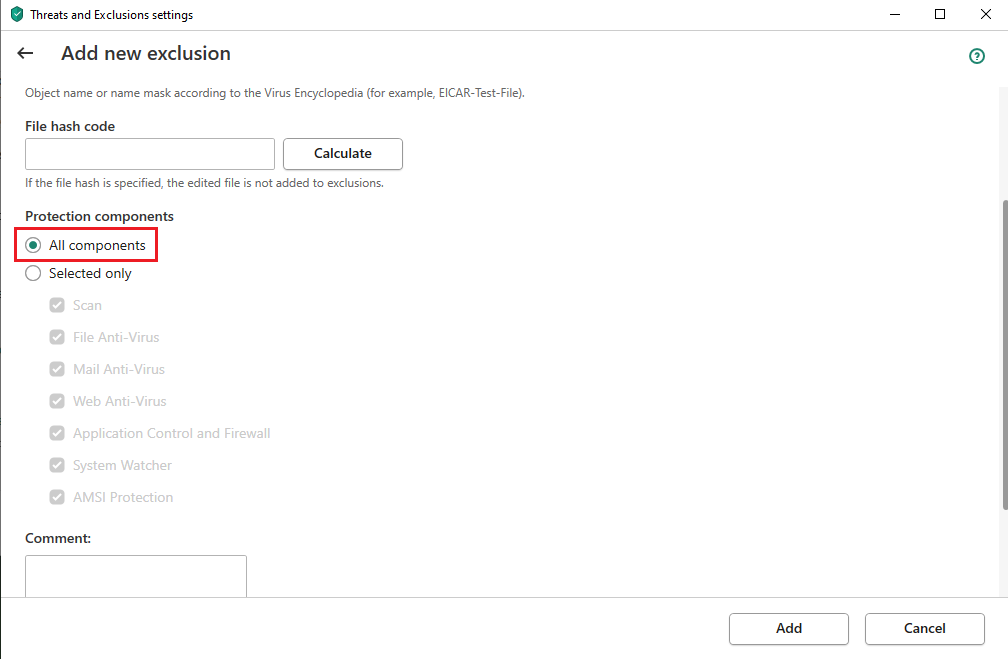 Threats and Exclusions settings
Add new exclusion
?
Object name or name mask according to the Virus Encyclopedia (for example, EICAR-Test-File).
File hash code
Calculate
If the file hash is specified, the edited file is not added to exclusions.
Protection components
All components
Selected only
Scan
File Anti-Virus
Mail Anti-Virus
Web Anti-Virus
Application Control and Firewall
System Watcher
AMSI Protection
Comment:
Add Cancel